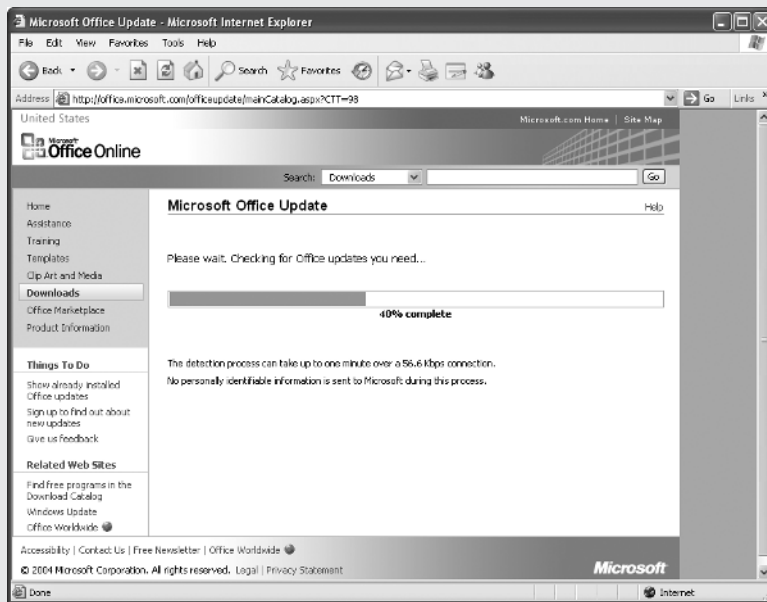 Microsoft Office Update - Microsoft Internet Explorer
File Edit View Favorites Tools Help
Back Search Favorites
Address http://office.microsoft.com/officeupdate/mainCatalog.aspx?CTT=98 Go Links »
United States Microsoft.com Home | Site Map
Microsoft Office Online
Search: Downloads Go
Home
Assistance
Training
Templates
Clip Art and Media
Downloads
Office Marketplace
Product Information
Things To Do
Show already installed
Office updates
Sign up to find out about
new updates
Give us feedback
Related Web Sites
Find free programs in the
Download Catalog
Windows Update
Office Worldwide
Microsoft Office Update Help
Please wait. Checking for Office updates you need...
40% complete
The detection process can take up to one minute over a 56.6 Kbps connection.
No personally identifiable information is sent to Microsoft during this process.
Accessibility | Contact Us | Free Newsletter | Office Worldwide
© 2004 Microsoft Corporation. All rights reserved. Legal | Privacy Statement Microsoft
Done Internet